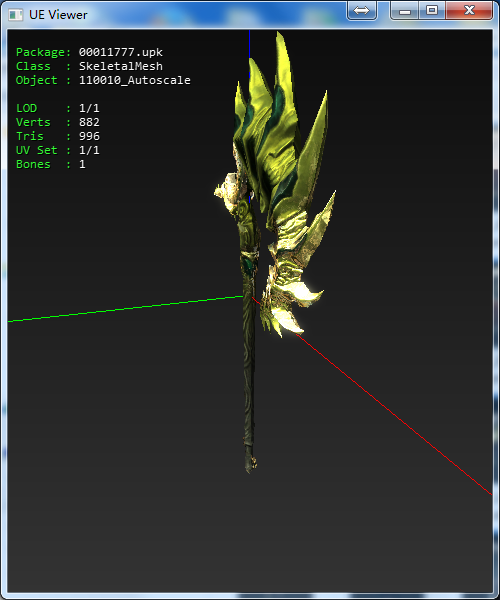 UE Viewer
Package: 00011777.upk
Class  : SkeletalMesh
Object : 110010_Autoscale
LOD    : 1/1
Verts  : 882
Tris   : 996
UV Set : 1/1
Bones  : 1